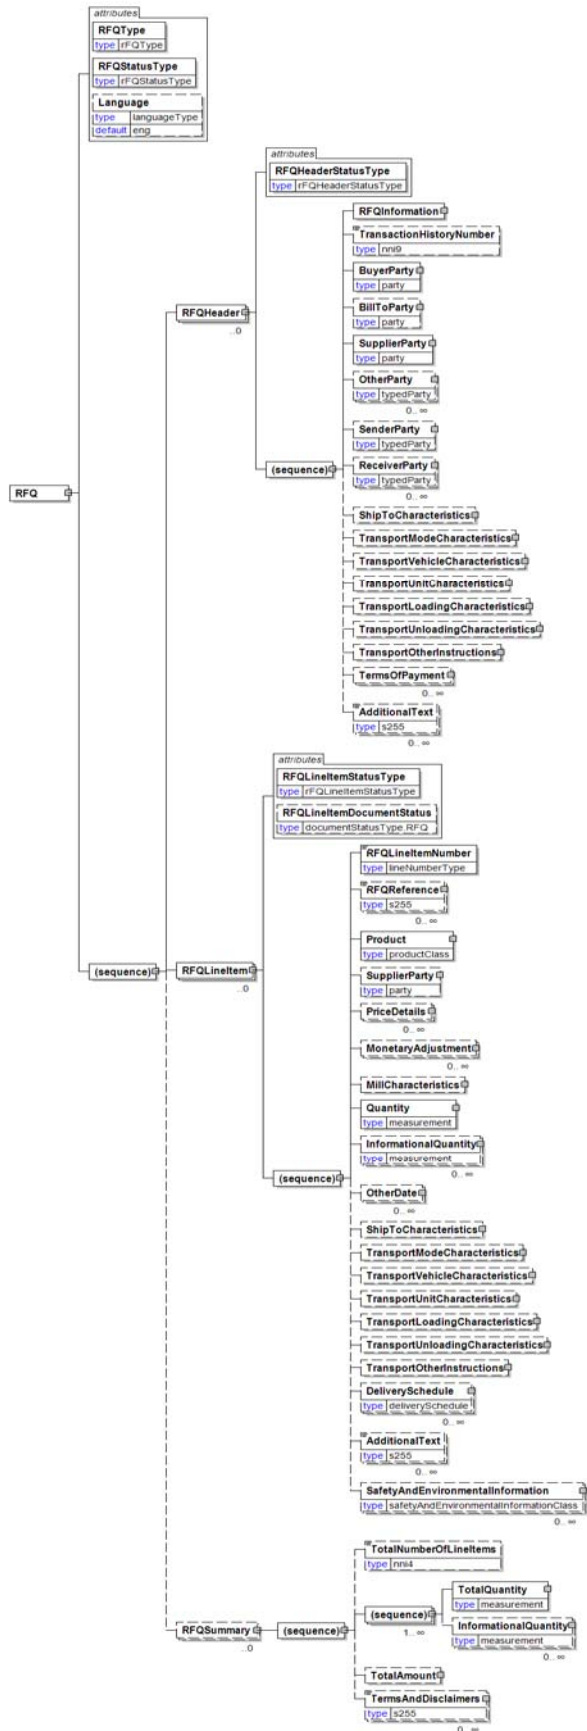 attributes
RFQType
type rFQType
RFQStatusType
type rFQStatusType
Language
type languageType
default eng
attributes
RFQHeaderStatusType
type rFQHeaderStatusType
RFQInformation
TransactionHistoryNumber
type nni9
BuyerParty
type party
RFQHeader
..0
BillToParty
type party
SupplierParty
type party
OtherParty
type typedParty
0.. ∞
SenderParty
type typedParty
(sequence)
ReceiverParty
type typedParty
0.. ∞
RFQ
ShipToCharacteristics
TransportModeCharacteristics
TransportVehicleCharacteristics
TransportUnitCharacteristics
TransportLoadingCharacteristics
TransportUnloadingCharacteristics
TransportOtherInstructions
TermsOfPayment
0.. ∞
AdditionalText
type s255
0.. ∞
attributes
RFQLineItemStatusType
type rFQLineItemStatusType
RFQLineItemDocumentStatus
type documentStatusType.RFQ
RFQLineItemNumber
type lineNumberType
RFQReference
type s255
0.. ∞
Product
type productClass
(sequence)
RFQLineItem
..0
SupplierParty
type party
PriceDetails
0.. ∞
MonetaryAdjustment
0.. ∞
MillCharacteristics
Quantity
type measurement
InformationalQuantity
type measurement
0.. ∞
(sequence)
OtherDate
0.. ∞
ShipToCharacteristics
TransportModeCharacteristics
TransportVehicleCharacteristics
TransportUnitCharacteristics
TransportLoadingCharacteristics
TransportUnloadingCharacteristics
TransportOtherInstructions
DeliverySchedule
type deliverySchedule
0.. ∞
AdditionalText
type s255
0.. ∞
SafetyAndEnvironmentalInformation
type safetyAndEnvironmentalInformationClass
0.. ∞
TotalNumberOfLineItems
type nni4
RFQSummary
..0
(sequence)
(sequence)
1.. ∞
TotalQuantity
type measurement
InformationalQuantity
type measurement
0.. ∞
TotalAmount
TermsAndDisclaimers
type s255
0.. ∞